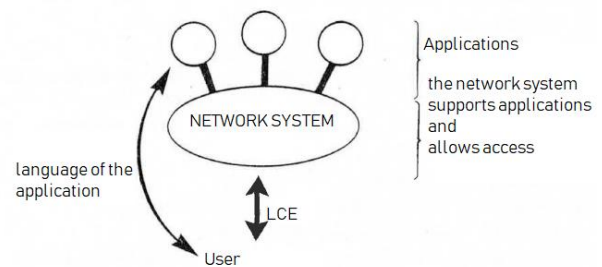 Applications
the network system
supports applications
and
allows access
NETWORK SYSTEM
language of the
application
LCE
User